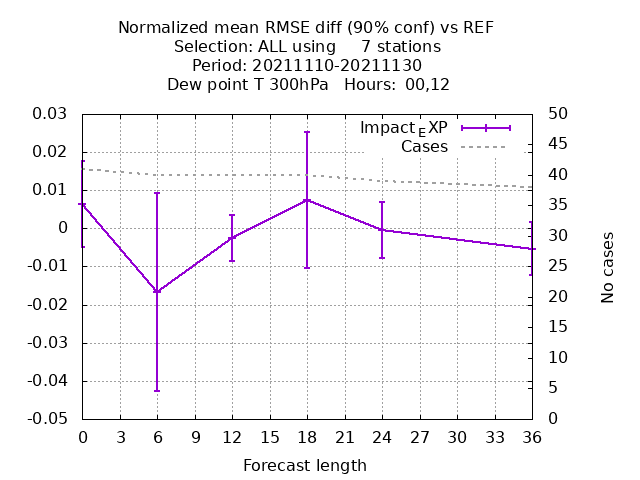 Normalized mean RMSE diff (90% conf) vs REF
Selection: ALL using     7 stations
Period: 20211110-20211130
Dew point T 300hPa   Hours:  00,12
0.03
0.02
0.01
0
-0.01
-0.02
-0.03
-0.04
-0.05
Impact_EXP
Cases
50
45
40
35
30
25
20
15
10
5
0
No cases
0 3 6 9 12 15 18 21 24 27 30 33 36
Forecast length